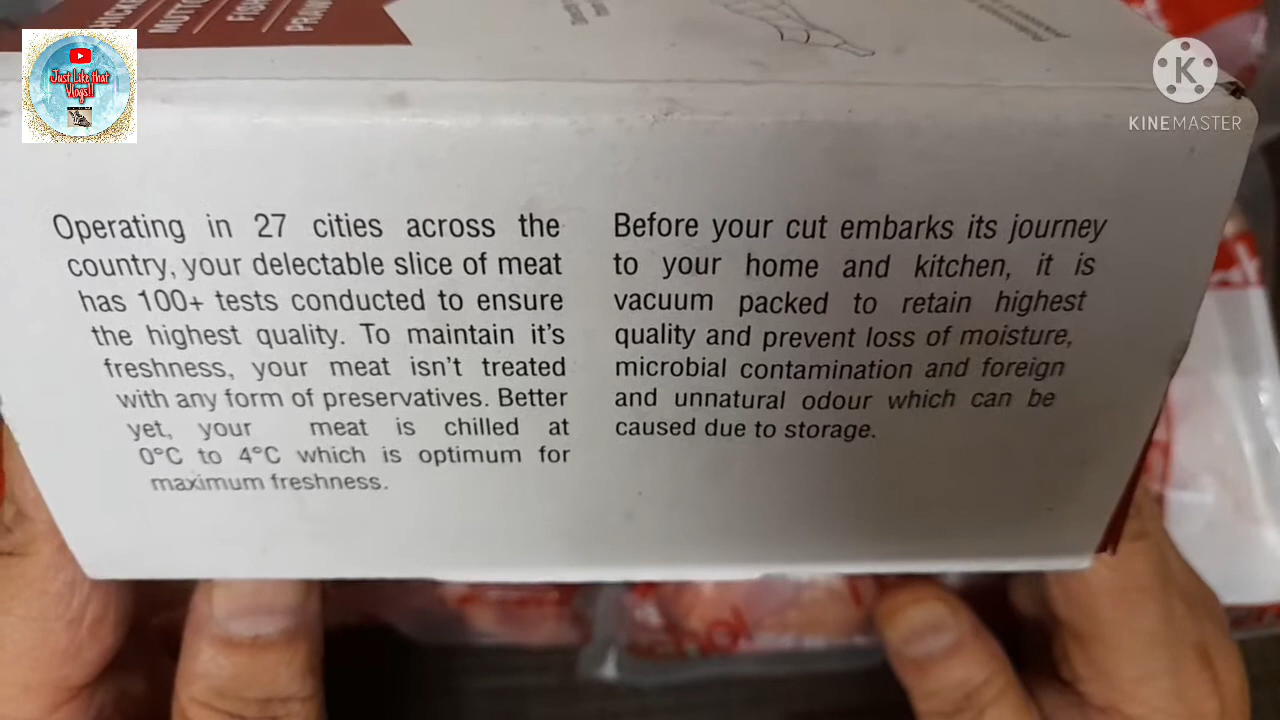 Just Like that
Vlogs!!
K
KINEMASTER
Operating in 27 cities across the
country, your delectable slice of meat
has 100+ tests conducted to ensure
the highest quality. To maintain it's
freshness, your meat isn't treated
with any form of preservatives. Better
yet, your meat is chilled at
0°C to 4°C which is optimum for
maximum freshness.
Before your cut embarks its journey
to your home and kitchen, it is
vacuum packed to retain highest
quality and prevent loss of moisture,
microbial contamination and foreign
and unnatural odour which can be
caused due to storage.